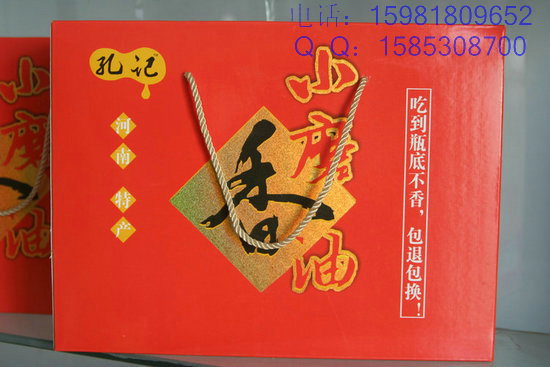 电话：15981809652
Q Q：1585308700
孔记
河南特产
香
小磨油
吃到瓶底不香，包退包换！